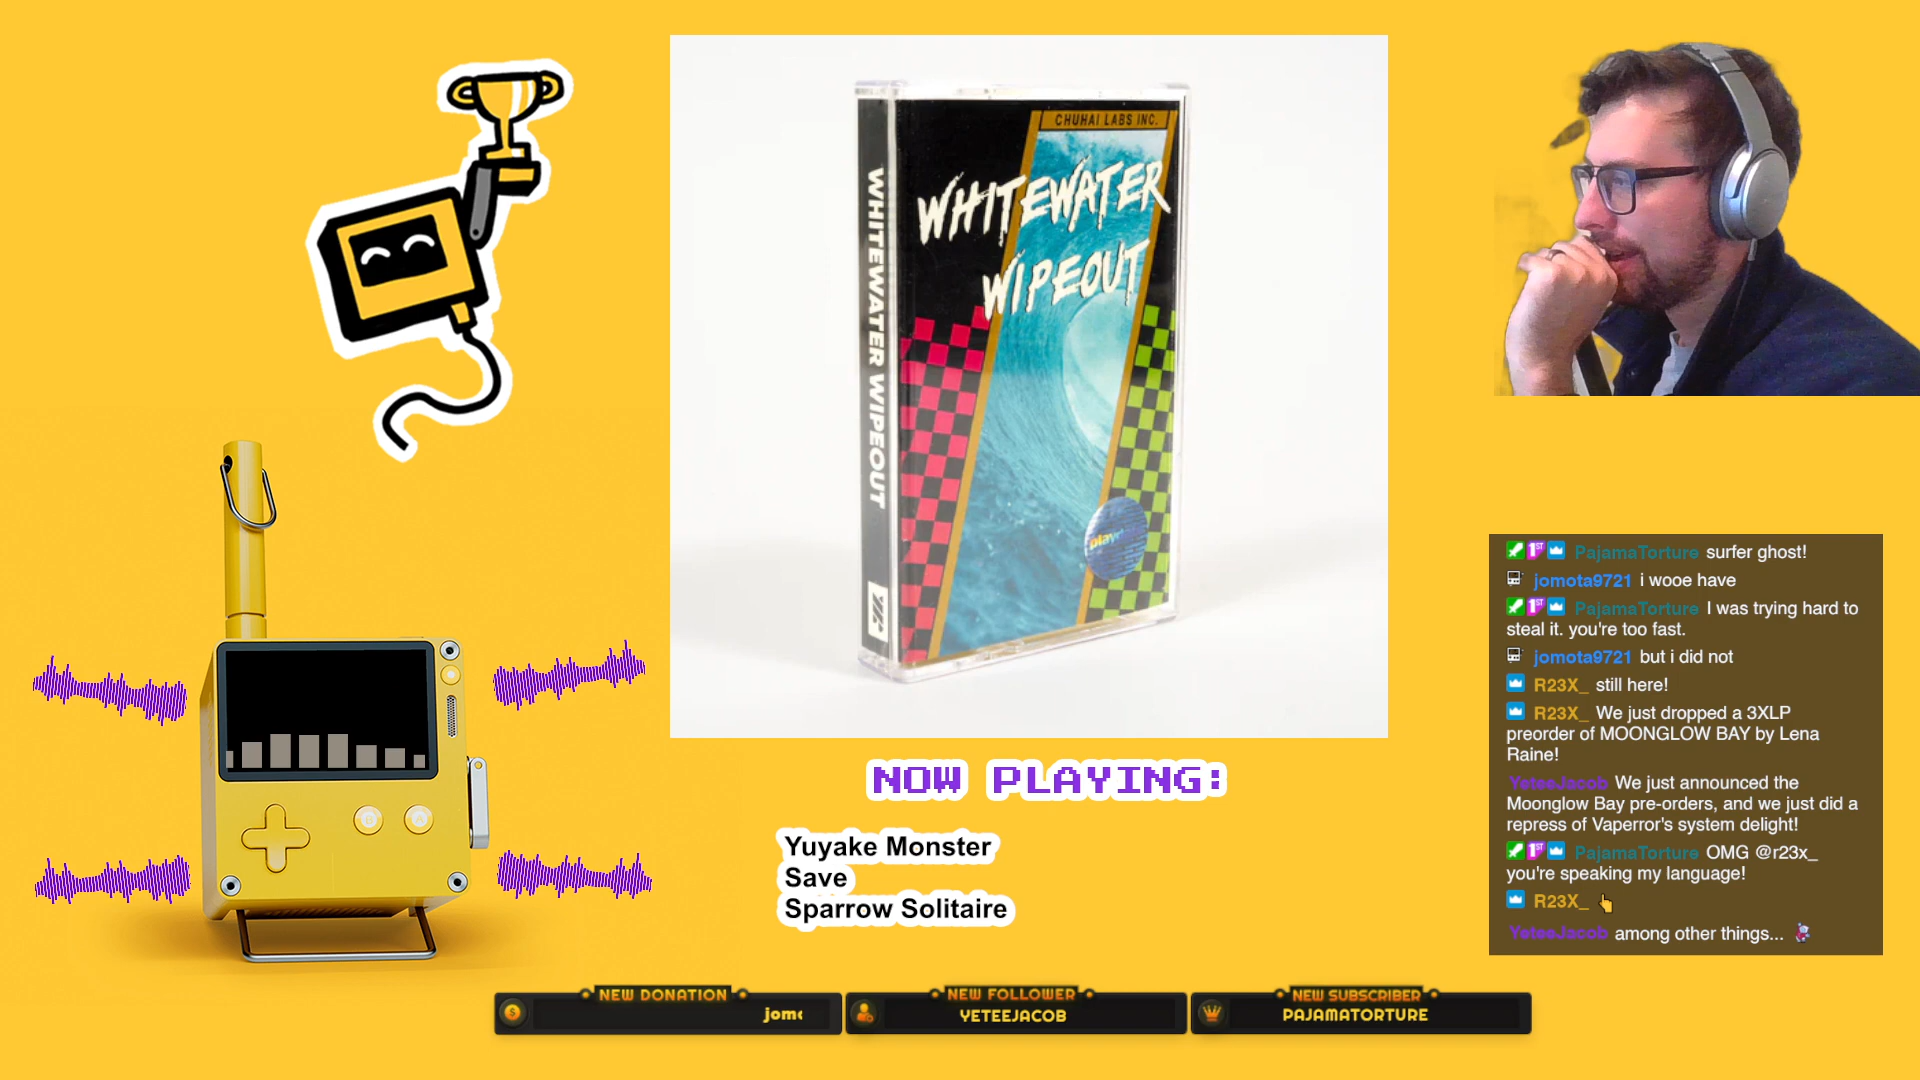 CHUHAI LABS INC.
WHITEWATER
WIPEOUT
WHITEWATER WIPEOUT
NOW PLAYING:
Yuyake Monster
Save
Sparrow Solitaire
B
A
PajamaTorture surfer ghost!
jomota9721 i wooe have
PajamaTorture I was trying hard to
steal it. you're too fast.
jomota9721 but i did not
R23X_ still here!
R23X_ We just dropped a 3XLP
preorder of MOONGLOW BAY by Lena
Raine!
YeteeJacob We just announced the
Moonglow Bay pre-orders, and we just did a
repress of Vaperror's system delight!
PajamaTorture OMG @r23x_
you're speaking my language!
R23X_
YeteeJacob among other things...
NEW DONATION
NEW FOLLOWER
YETEEJACOB
NEW SUBSCRIBER
PAJAMATORTURE